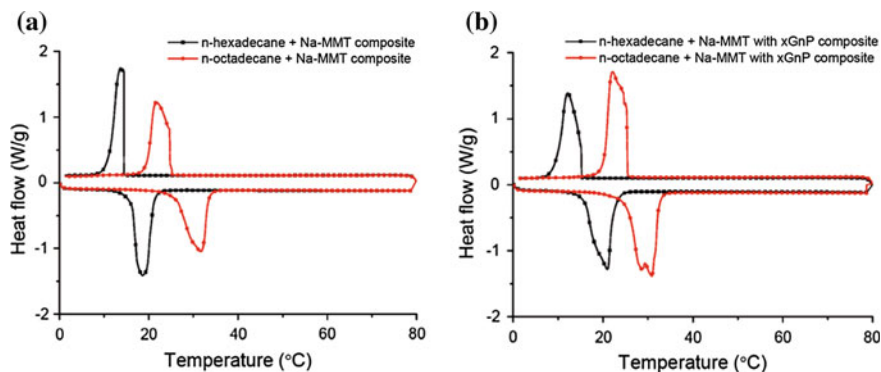 (a)
n-hexadecane + Na-MMT composite
n-octadecane + Na-MMT composite
Heat flow (W/g)
2
1
0
-1
-2
0
20
40
60
80
Temperature (°C)
(b)
n-hexadecane + Na-MMT with xGnP composite
n-octadecane + Na-MMT with xGnP composite
Heat flow (W/g)
2
1
0
-1
-2
0
20
40
60
80
Temperature (°C)